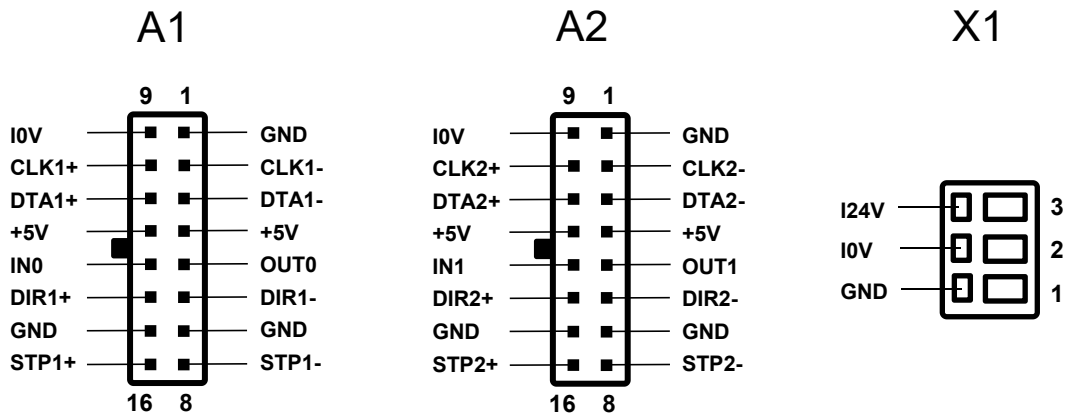 A1 A2 X1
9 1 9 1
I0V GND I0V GND
CLK1+ CLK1- CLK2+ CLK2-
DTA1+ DTA1- DTA2+ DTA2-
I24V 3
+5V +5V +5V +5V
I0V 2
IN0 OUT0 IN1 OUT1
GND 1
DIR1+ DIR1- DIR2+ DIR2-
GND GND GND GND
STP1+ STP1- STP2+ STP2-
16 8 16 8